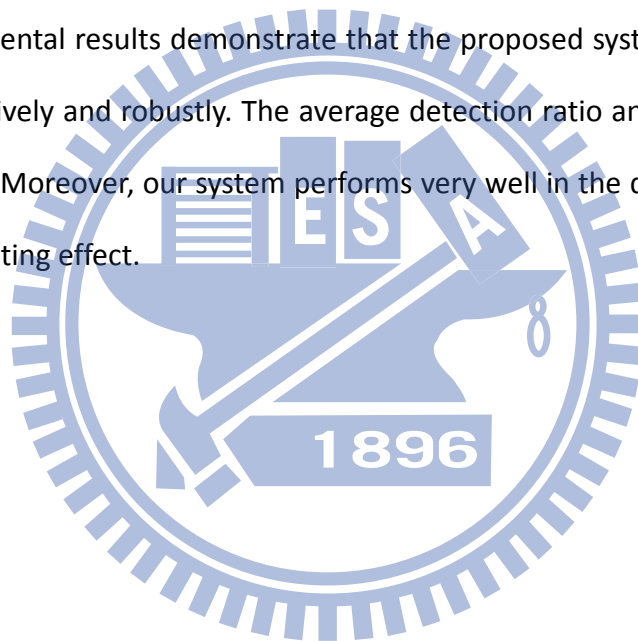 ental results demonstrate that the proposed syst
ively and robustly. The average detection ratio an
Moreover, our system performs very well in the
ting effect.
E S A
1896